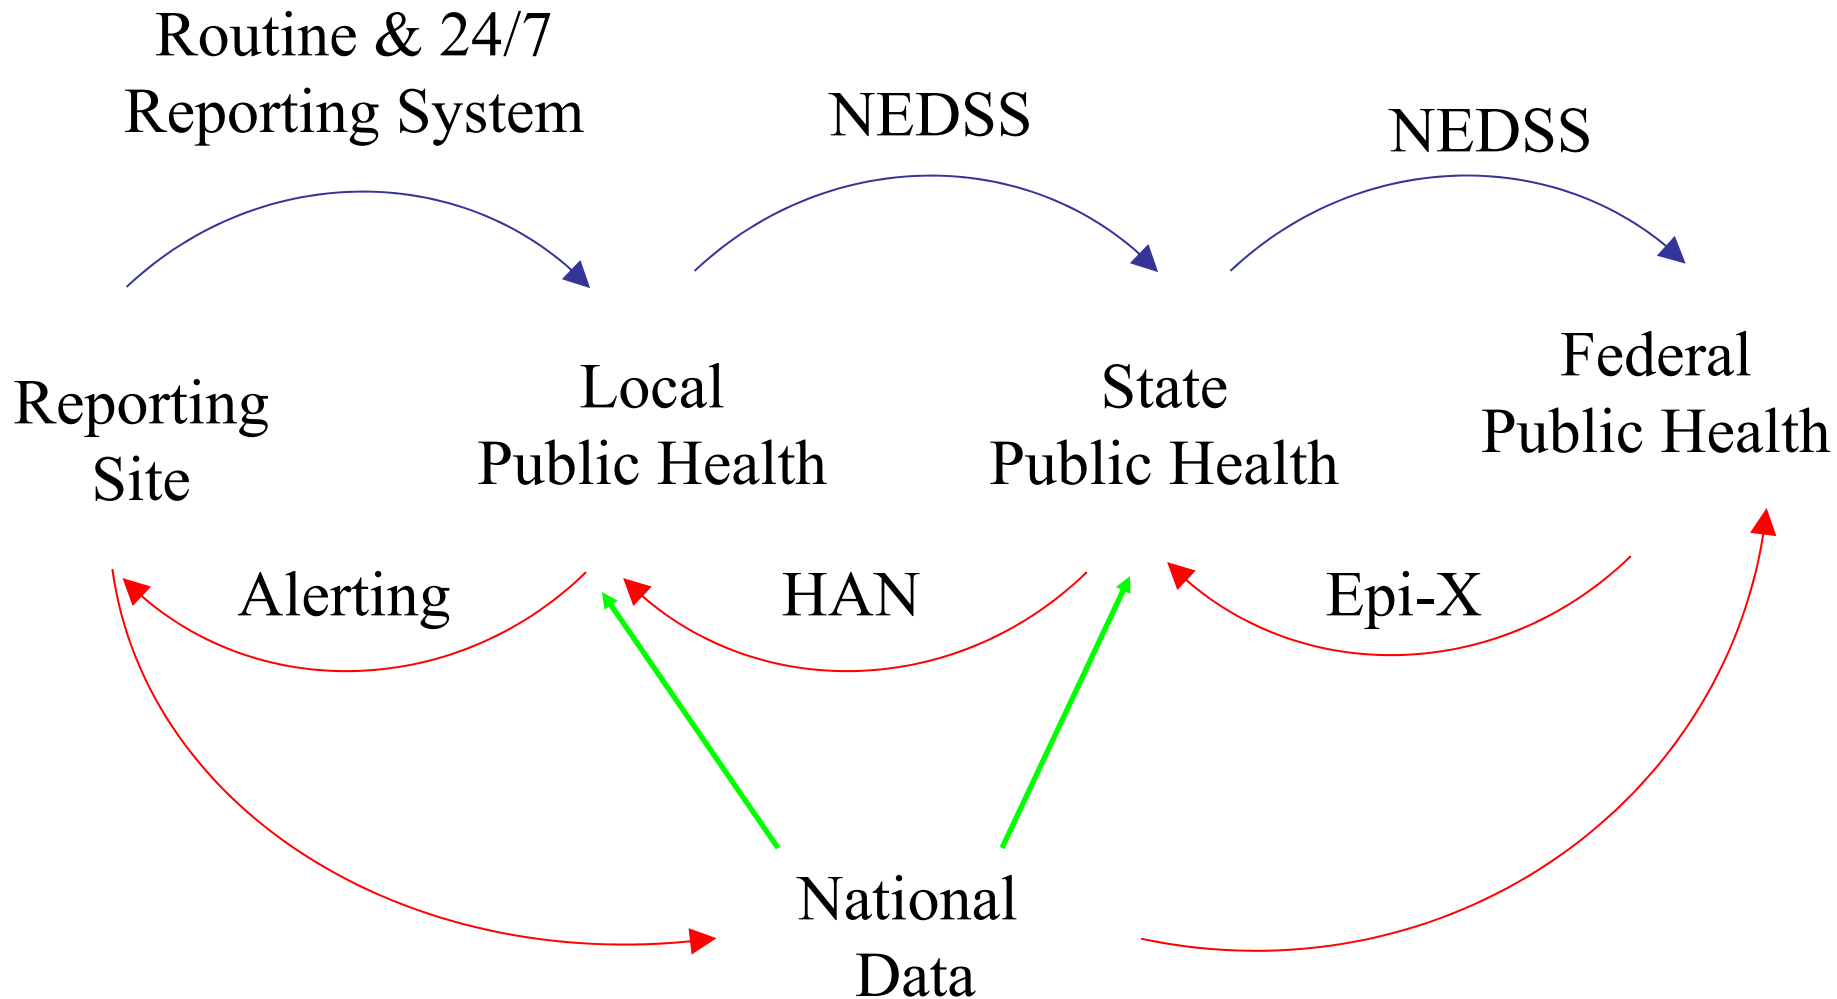 Routine & 24/7
Reporting System
NEDSS
NEDSS
Reporting
Site
Local
Public Health
State
Public Health
Federal
Public Health
Alerting
HAN
Epi-X
National
Data